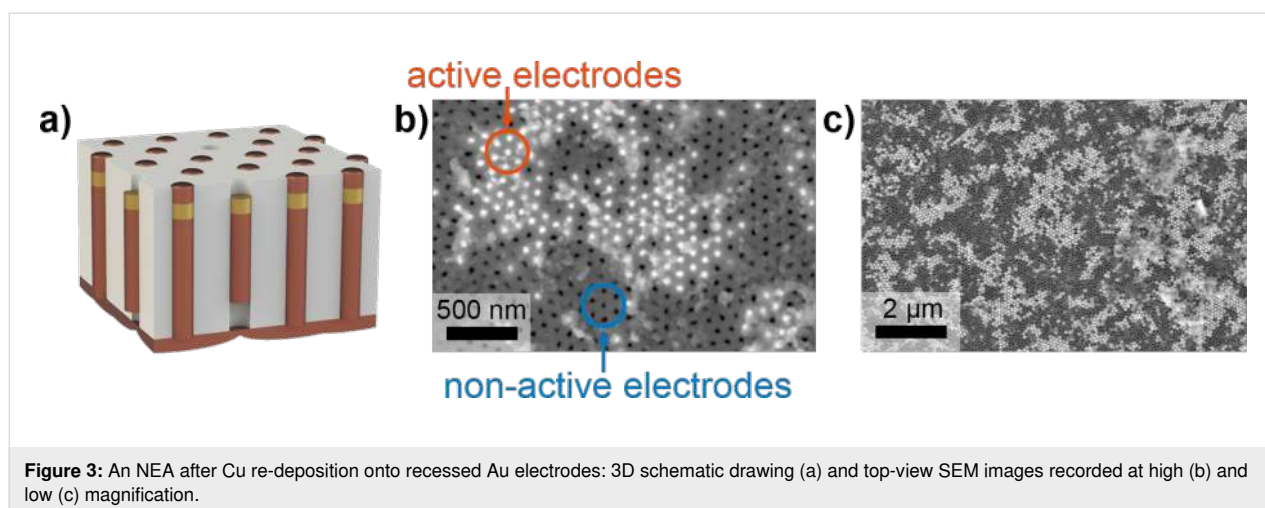 active electrodes
a)
b)
c)
500 nm
2 μm
non-active electrodes
Figure 3: An NEA after Cu re-deposition onto recessed Au electrodes: 3D schematic drawing (a) and top-view SEM images recorded at high (b) and
low (c) magnification.